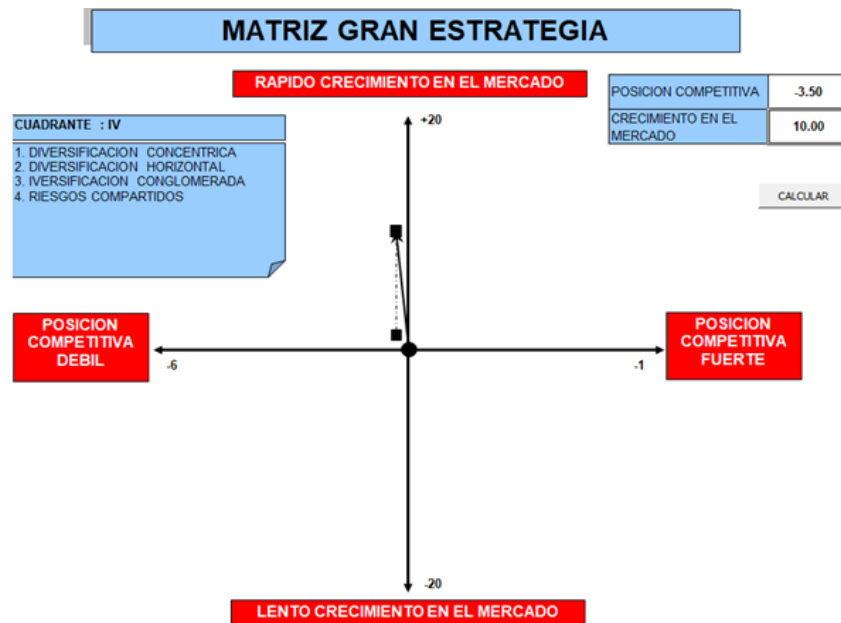 MATRIZ GRAN ESTRATEGIA
RAPIDO CRECIMIENTO EN EL MERCADO
POSICION COMPETITIVA
-3.50
CRECIMIENTO EN EL
MERCADO
10.00
CALCULAR
CUADRANTE : IV
1. DIVERSIFICACION CONCENTRICA
2. DIVERSIFICACION HORIZONTAL
3. IVERSIFICACION CONGLOMERADA
4. RIESGOS COMPARTIDOS
+20
POSICION
COMPETITIVA
DEBIL
-6
-1
POSICION
COMPETITIVA
FUERTE
-20
LENTO CRECIMIENTO EN EL MERCADO